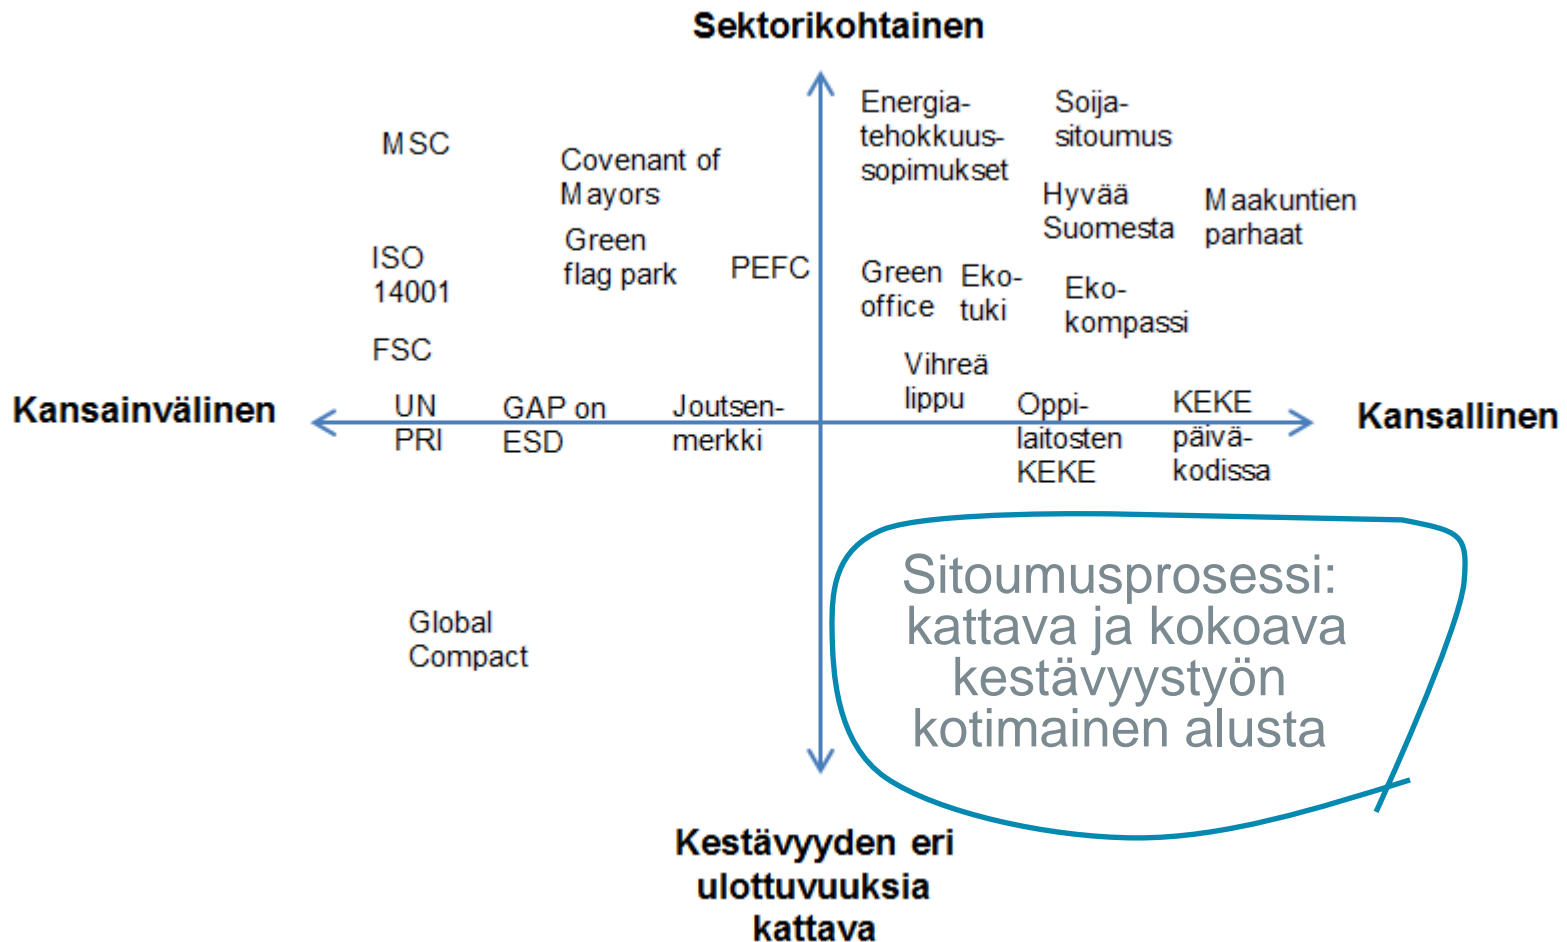 Sektorikohtainen
MSC
Covenant of
Mayors
Energia-
tehokkuus-
sopimukset
Soija-
sitoumus
Hyvää
Suomesta
Maakuntien
parhaat
ISO
14001
Green
flag park
PEFC
Green
office
Eko-
tuki
Eko-
kompassi
FSC
Vihreä
lippu
Kansainvälinen
UN
PRI
GAP on
ESD
Joutsen-
merkki
Oppi-
laitosten
KEKE
KEKE
päivä-
kodissa
Kansallinen
Global
Compact
Sitoumusprosessi:
kattava ja kokoava
kestävyystyön
kotimainen alusta
Kestävyyden eri
ulottuvuuksia
kattava